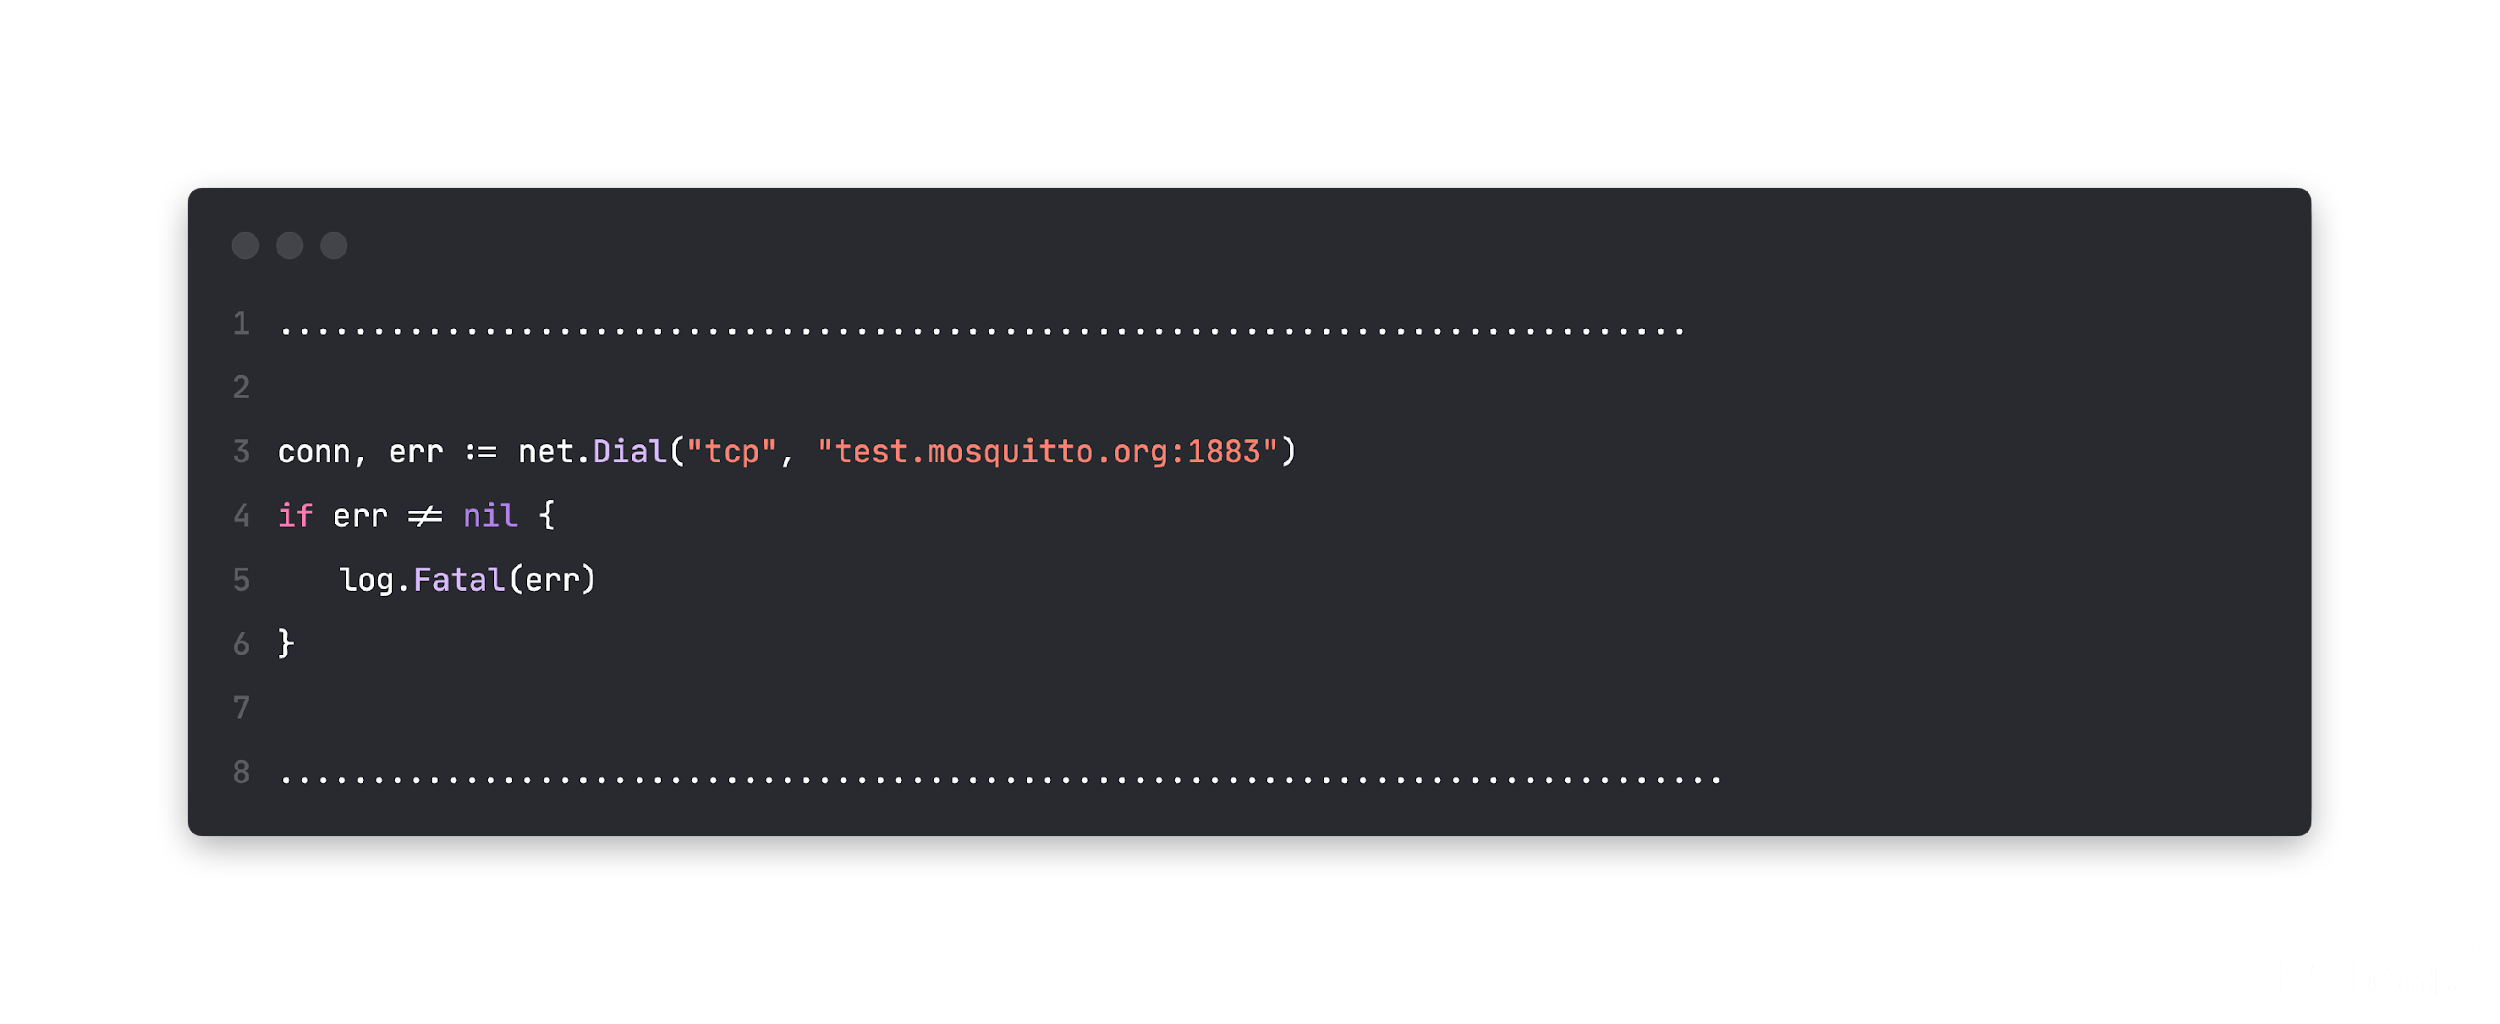 1 ............................................................................
2
3 conn, err := net.Dial("tcp", "test.mosquitto.org:1883")
4 if err != nil {
5 log.Fatal(err)
6 }
7
8 ..............................................................................